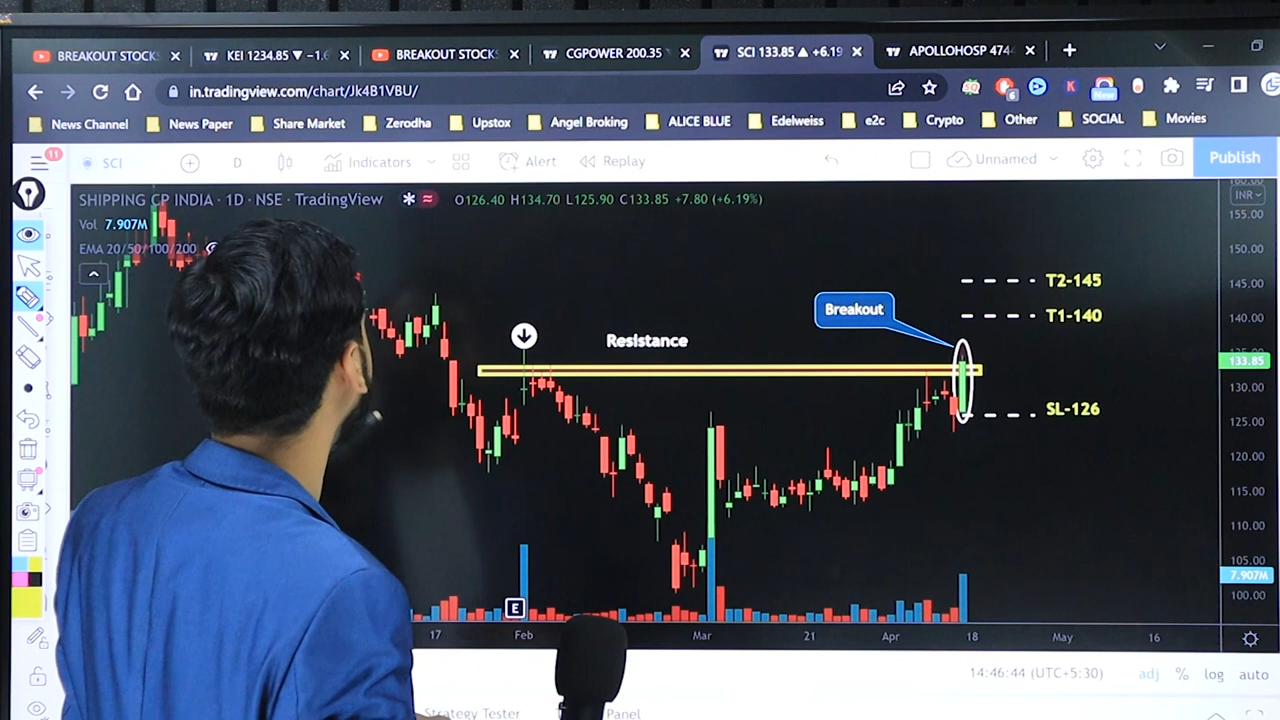 BREAKOUT STOCKS
KEI 1234.85 ▼ −1.6
BREAKOUT STOCKS
CGPOWER 200.35
SCI 133.85 ▲ +6.19
APOLLOHOSP 474
in.tradingview.com/chart/Jk4B1VBU/
6
K
New
News Channel
News Paper
Share Market
Zerodha
Upstox
Angel Broking
ALICE BLUE
Edelweiss
e2c
Crypto
Other
SOCIAL
Movies
11
SCI
D
Indicators
Alert
Replay
Unnamed
Publish
SHIPPING CP INDIA · 1D · NSE · TradingView
O126.40 H134.70 L125.90 C133.85 +7.80 (+6.19%)
Vol 7.907M
EMA 20/50/100/200
160.00
INR
155.00
150.00
145.00
140.00
135.00
133.85
130.00
125.00
120.00
115.00
110.00
105.00
7.907M
100.00
T2-145
Breakout
T1-140
Resistance
SL-126
E
17
Feb
Mar
21
Apr
18
May
16
14:46:44 (UTC+5:30)
adj
%
log
auto
Strategy Tester
Panel